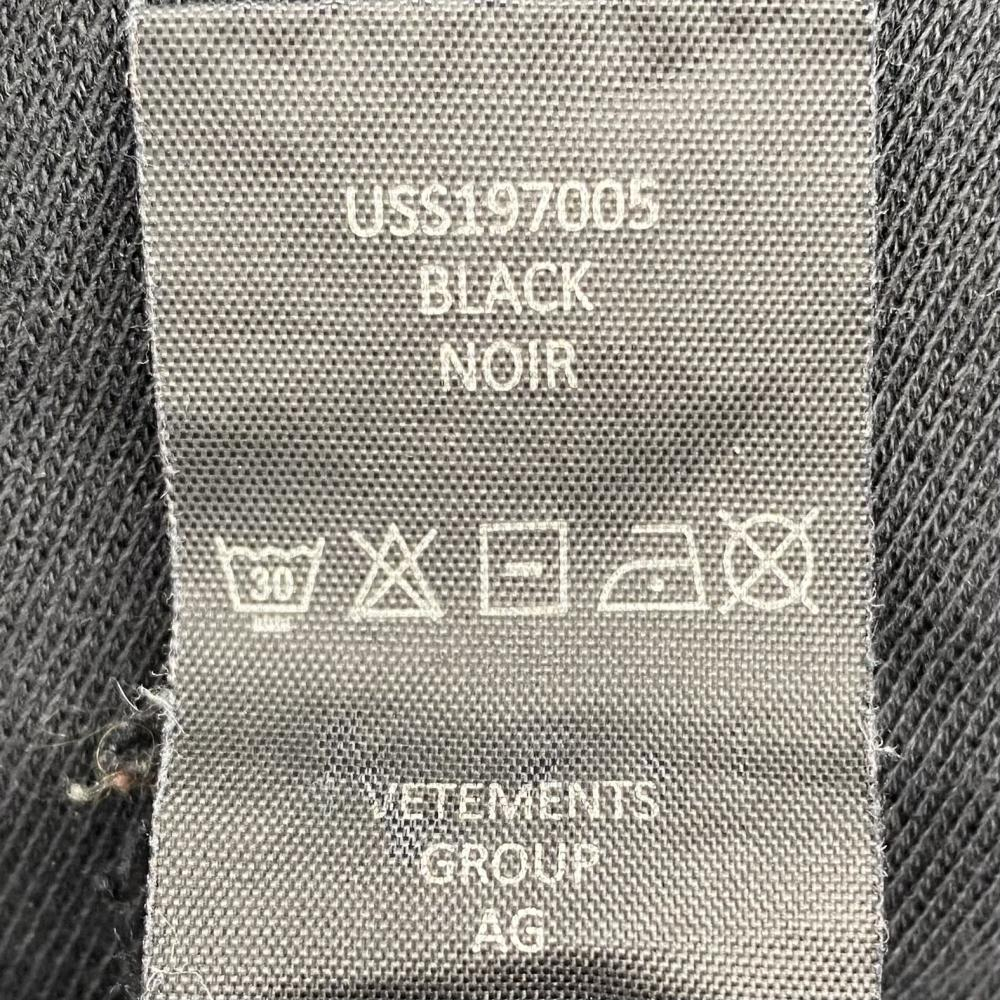 USS197005
BLACK
NOIR
30
VETEMENTS
GROUP
AG